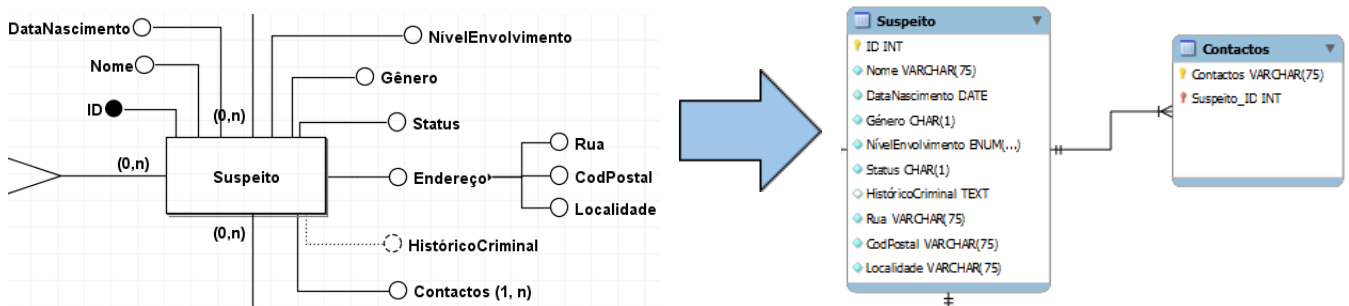 DataNascimento
Nome
ID
(0,n)
(0,n)
(0,n)
Suspeito
NívelEnvolvimento
Gênero
Status
Endereço
Rua
CodPostal
Localidade
HistóricoCriminal
Contactos (1, n)
Suspeito
ID INT
Nome VARCHAR(75)
DataNascimento DATE
Género CHAR(1)
NívelEnvolvimento ENUM(...)
Status CHAR(1)
HistóricoCriminal TEXT
Rua VARCHAR(75)
CodPostal VARCHAR(75)
Localidade VARCHAR(75)
Contactos
Contactos VARCHAR(75)
Suspeito_ID INT